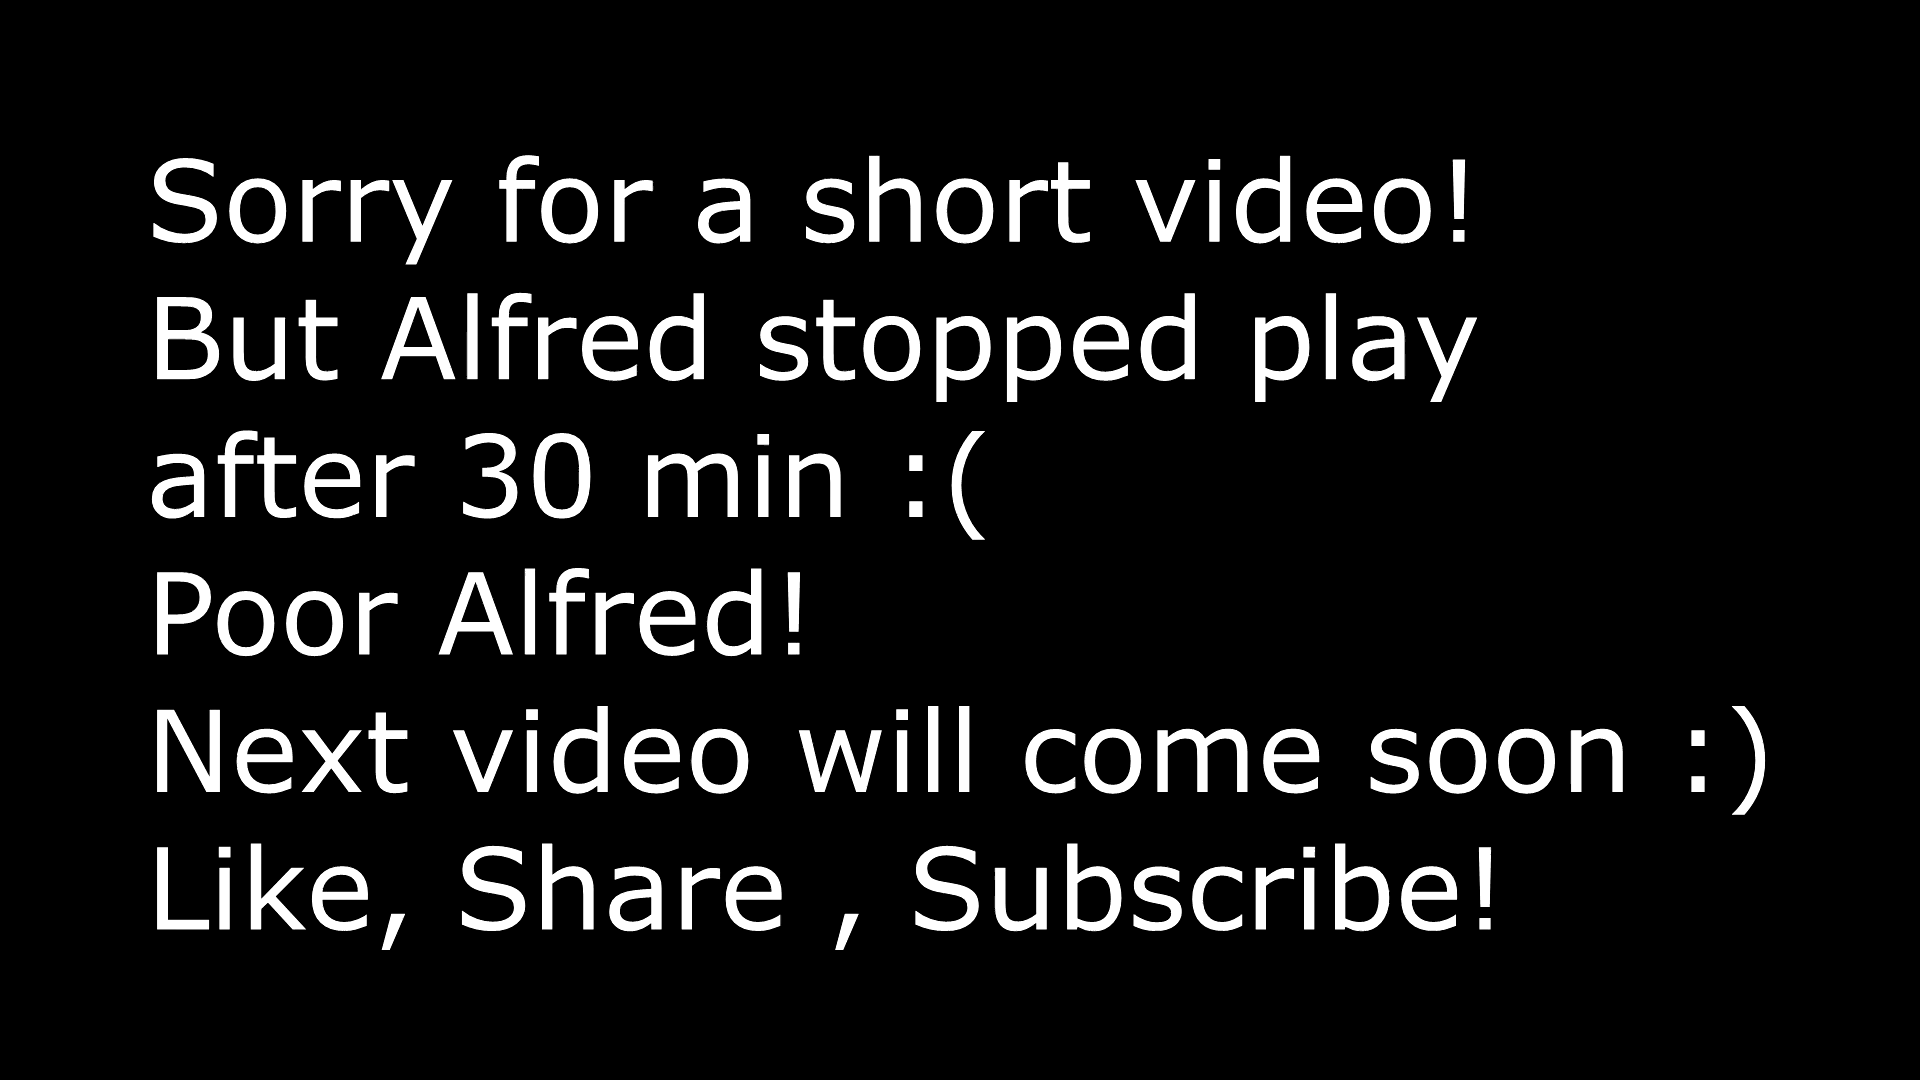 Sorry for a short video!
But Alfred stopped play
after 30 min :(
Poor Alfred!
Next video will come soon :)
Like, Share , Subscribe!